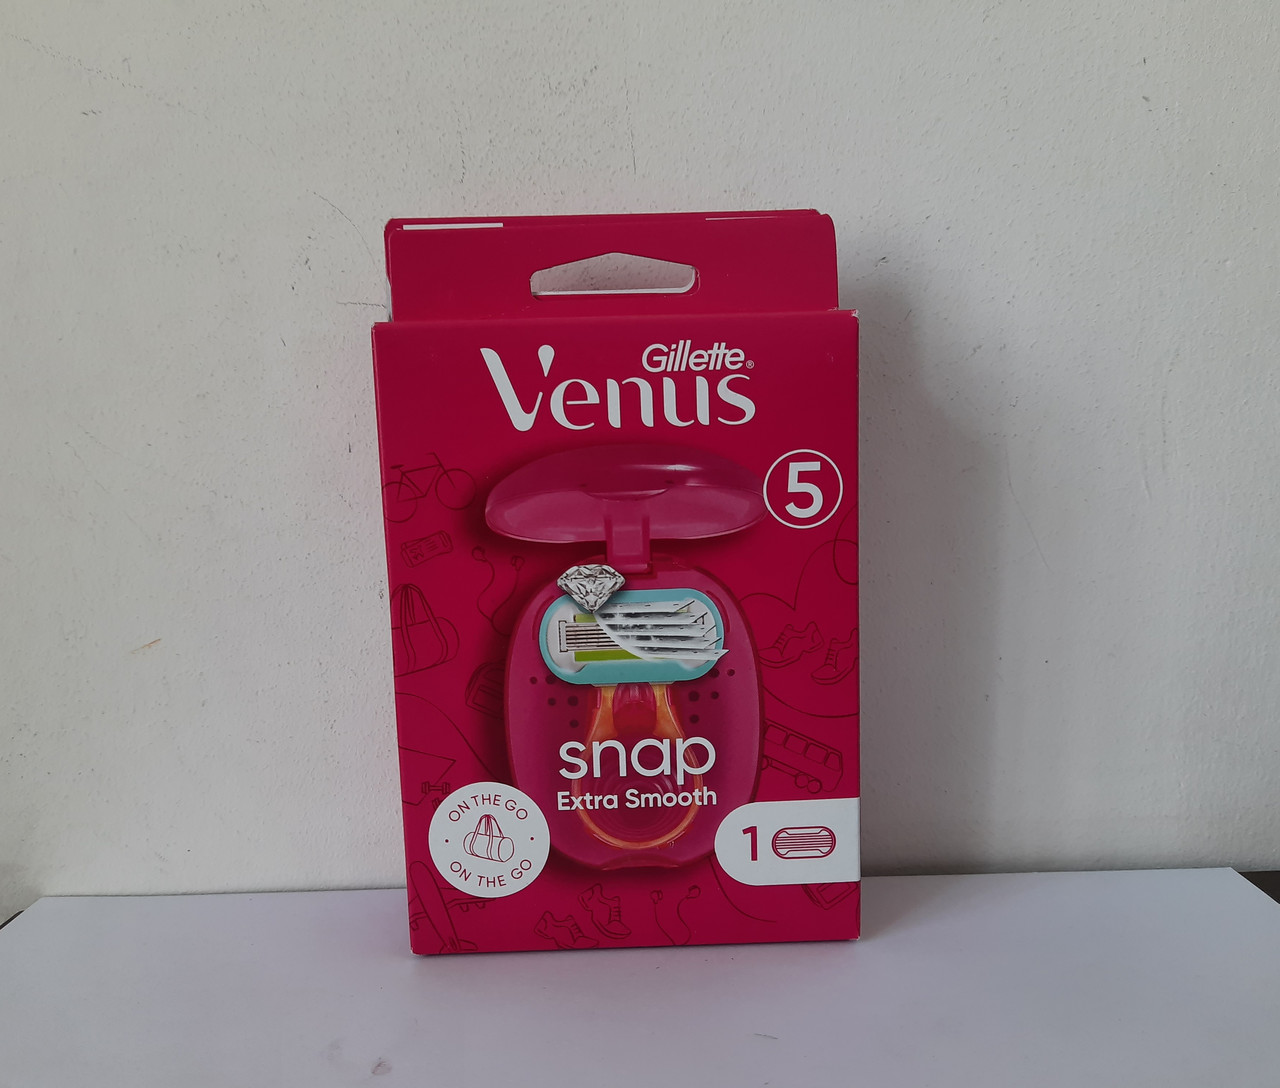 Gillette®
Venus
5
snap
Extra Smooth
ON THE GO
ON THE GO
1